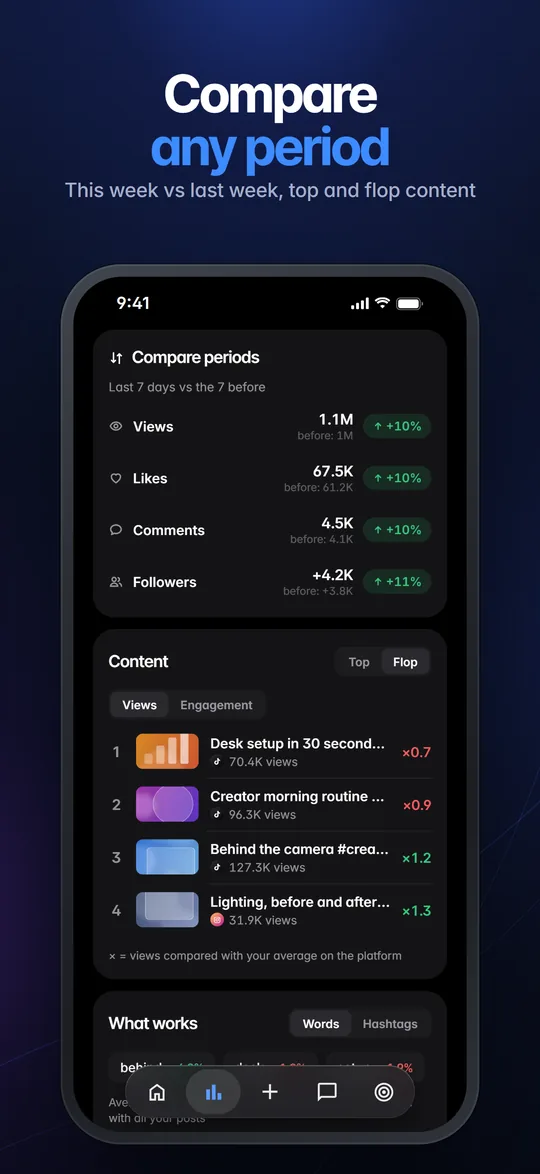 Compare
any period
This week vs last week, top and flop content
9:41
Compare periods
Last 7 days vs the 7 before
Views 1.1M ↑ +10%
before: 1M
Likes 67.5K ↑ +10%
before: 61.2K
Comments 4.5K ↑ +10%
before: 4.1K
Followers +4.2K ↑ +11%
before: +3.8K
Content Top Flop
Views Engagement
1 Desk setup in 30 second... ×0.7
70.4K views
2 Creator morning routine ... ×0.9
96.3K views
3 Behind the camera #crea... ×1.2
127.3K views
4 Lighting, before and after... ×1.3
31.9K views
× = views compared with your average on the platform
What works Words Hashtags
with all your posts